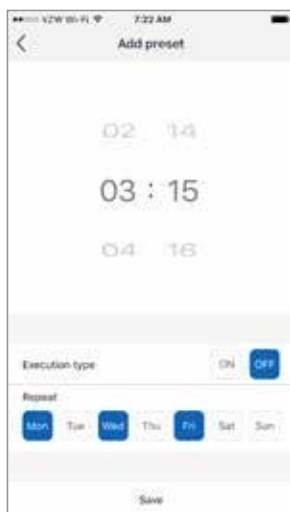 VZW Wi-Fi 7:22 AM
Add preset
02 14
03 : 15
04 16
Execution type ON OFF
Repeat
Mon Tue Wed Thu Fri Sat Sun
Save